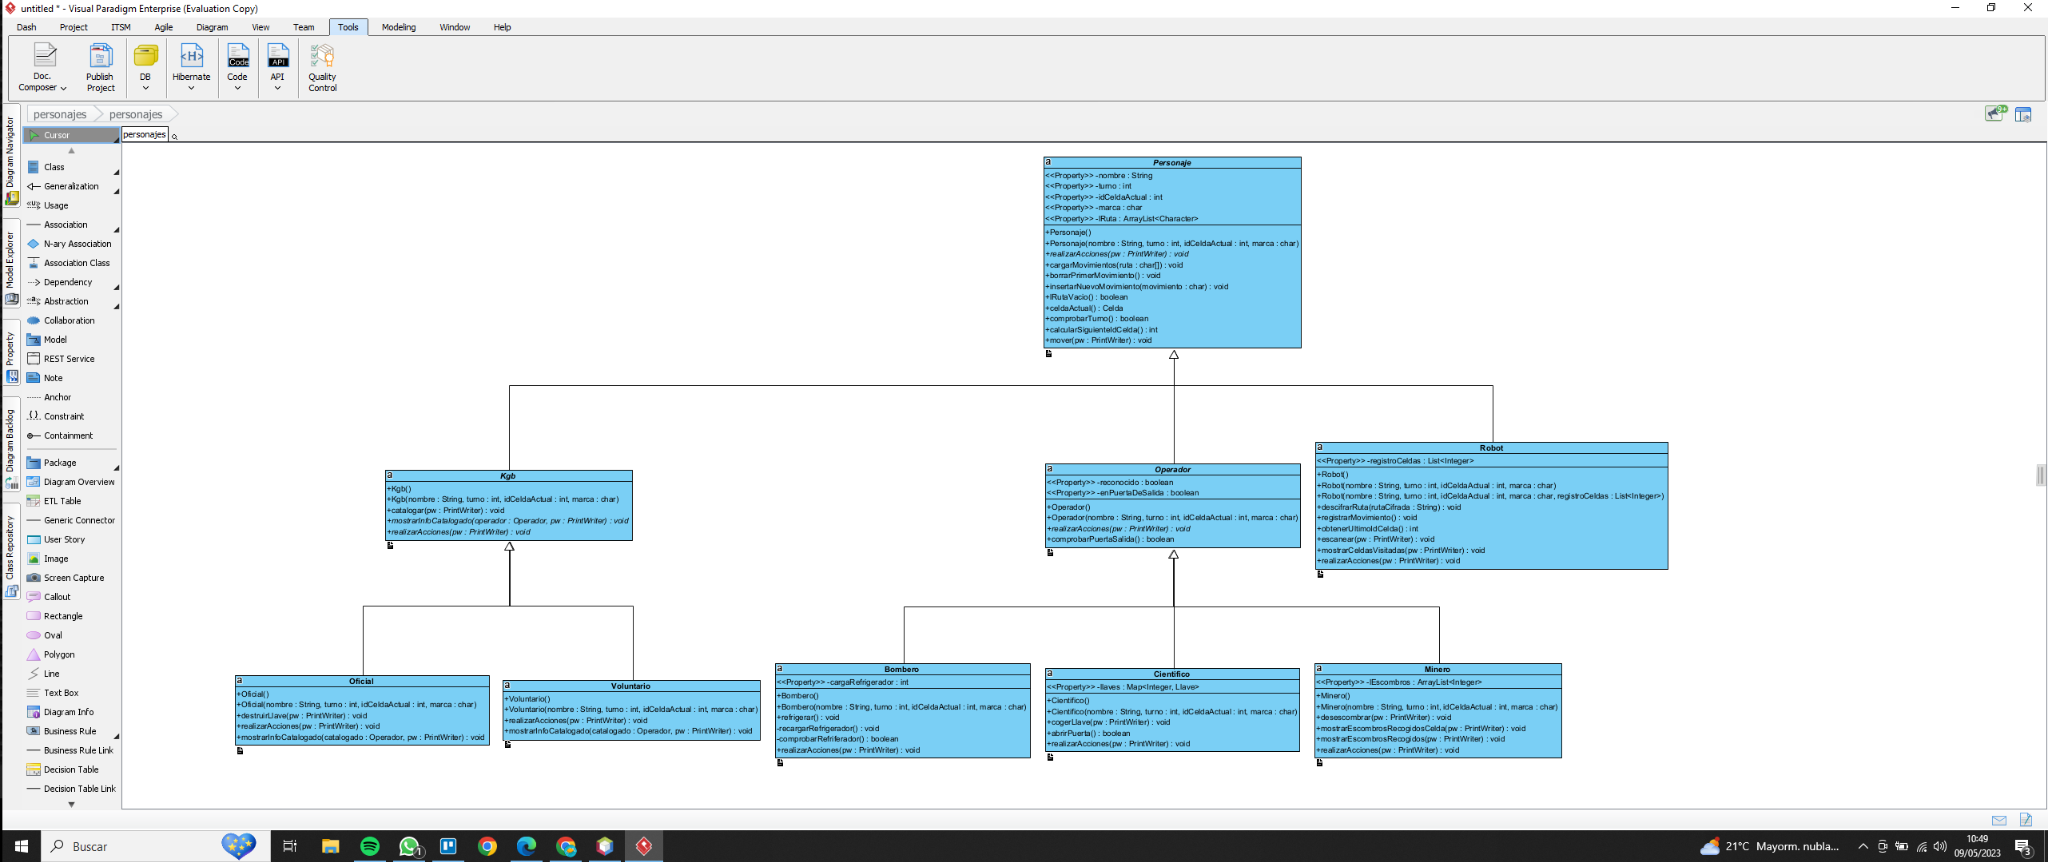 untitled * - Visual Paradigm Enterprise (Evaluation Copy)
Dash Project ITSM Agile Diagram View Team Tools Modeling Window Help
Doc. Composer
Publish Project
DB
Hibernate
Code
API
Quality Control
personajes personajes
Cursor
personajes
Diagram Navigator
Model Explorer
Property
Diagram Backlog
Class Repository
Class
Generalization
Usage
Association
N-ary Association
Association Class
Dependency
Abstraction
Collaboration
Model
REST Service
Note
Anchor
Constraint
Containment
Package
Diagram Overview
ETL Table
Generic Connector
User Story
Image
Screen Capture
Callout
Rectangle
Oval
Polygon
Line
Text Box
Diagram Info
Business Rule
Business Rule Link
Decision Table
Decision Table Link
Personaje
<<Property>> -nombre : String
<<Property>> -turno : int
<<Property>> -idCeldaActual : int
<<Property>> -marca : char
<<Property>> -lRuta : ArrayList<Character>
+Personaje()
+Personaje(nombre : String, turno : int, idCeldaActual : int, marca : char)
+realizarAcciones(pw : PrintWriter) : void
+cargarMovimientos(ruta : char[]) : void
+borrarPrimerMovimiento() : void
+insertarNuevoMovimiento(movimiento : char) : void
+lRutaVacio() : boolean
+celdaActual() : Celda
+comprobarTurno() : boolean
+calcularSiguienteIdCelda() : int
+mover(pw : PrintWriter) : void
Kgb
+Kgb()
+Kgb(nombre : String, turno : int, idCeldaActual : int, marca : char)
+catalogar(pw : PrintWriter) : void
+mostrarInfoCatalogado(operador : Operador, pw : PrintWriter) : void
+realizarAcciones(pw : PrintWriter) : void
Operador
<<Property>> -reconocido : boolean
<<Property>> -enPuertaDeSalida : boolean
+Operador()
+Operador(nombre : String, turno : int, idCeldaActual : int, marca : char)
+realizarAcciones(pw : PrintWriter) : void
+comprobarPuertaSalida() : boolean
Robot
<<Property>> -registroCeldas : List<Integer>
+Robot()
+Robot(nombre : String, turno : int, idCeldaActual : int, marca : char)
+Robot(nombre : String, turno : int, idCeldaActual : int, marca : char, registroCeldas : List<Integer>)
+descifrarRuta(rutaCifrada : String) : void
+registrarMovimiento() : void
+obtenerUltimoIdCelda() : int
+escanear(pw : PrintWriter) : void
+mostrarCeldasVisitadas(pw : PrintWriter) : void
+realizarAcciones(pw : PrintWriter) : void
Oficial
+Oficial()
+Oficial(nombre : String, turno : int, idCeldaActual : int, marca : char)
+destruirLlave(pw : PrintWriter) : void
+realizarAcciones(pw : PrintWriter) : void
+mostrarInfoCatalogado(catalogado : Operador, pw : PrintWriter) : void
Voluntario
+Voluntario()
+Voluntario(nombre : String, turno : int, idCeldaActual : int, marca : char)
+realizarAcciones(pw : PrintWriter) : void
+mostrarInfoCatalogado(catalogado : Operador, pw : PrintWriter) : void
Bombero
<<Property>> -cargaRefrigerador : int
+Bombero()
+Bombero(nombre : String, turno : int, idCeldaActual : int, marca : char)
+refrigerar() : void
-recargarRefrigerador() : void
-comprobarRefriferador() : boolean
+realizarAcciones(pw : PrintWriter) : void
Cientifico
<<Property>> -llaves : Map<Integer, Llave>
+Cientifico()
+Cientifico(nombre : String, turno : int, idCeldaActual : int, marca : char)
+cogerLlave(pw : PrintWriter) : void
+abrirPuerta() : boolean
+realizarAcciones(pw : PrintWriter) : void
Minero
<<Property>> -lEscombros : ArrayList<Integer>
+Minero()
+Minero(nombre : String, turno : int, idCeldaActual : int, marca : char)
+desescombrar(pw : PrintWriter) : void
+mostrarEscombrosRecogidosCelda(pw : PrintWriter) : void
+mostrarEscombrosRecogidos(pw : PrintWriter) : void
+realizarAcciones(pw : PrintWriter) : void
Buscar
21°C Mayorm. nubla...
10:49
09/05/2023